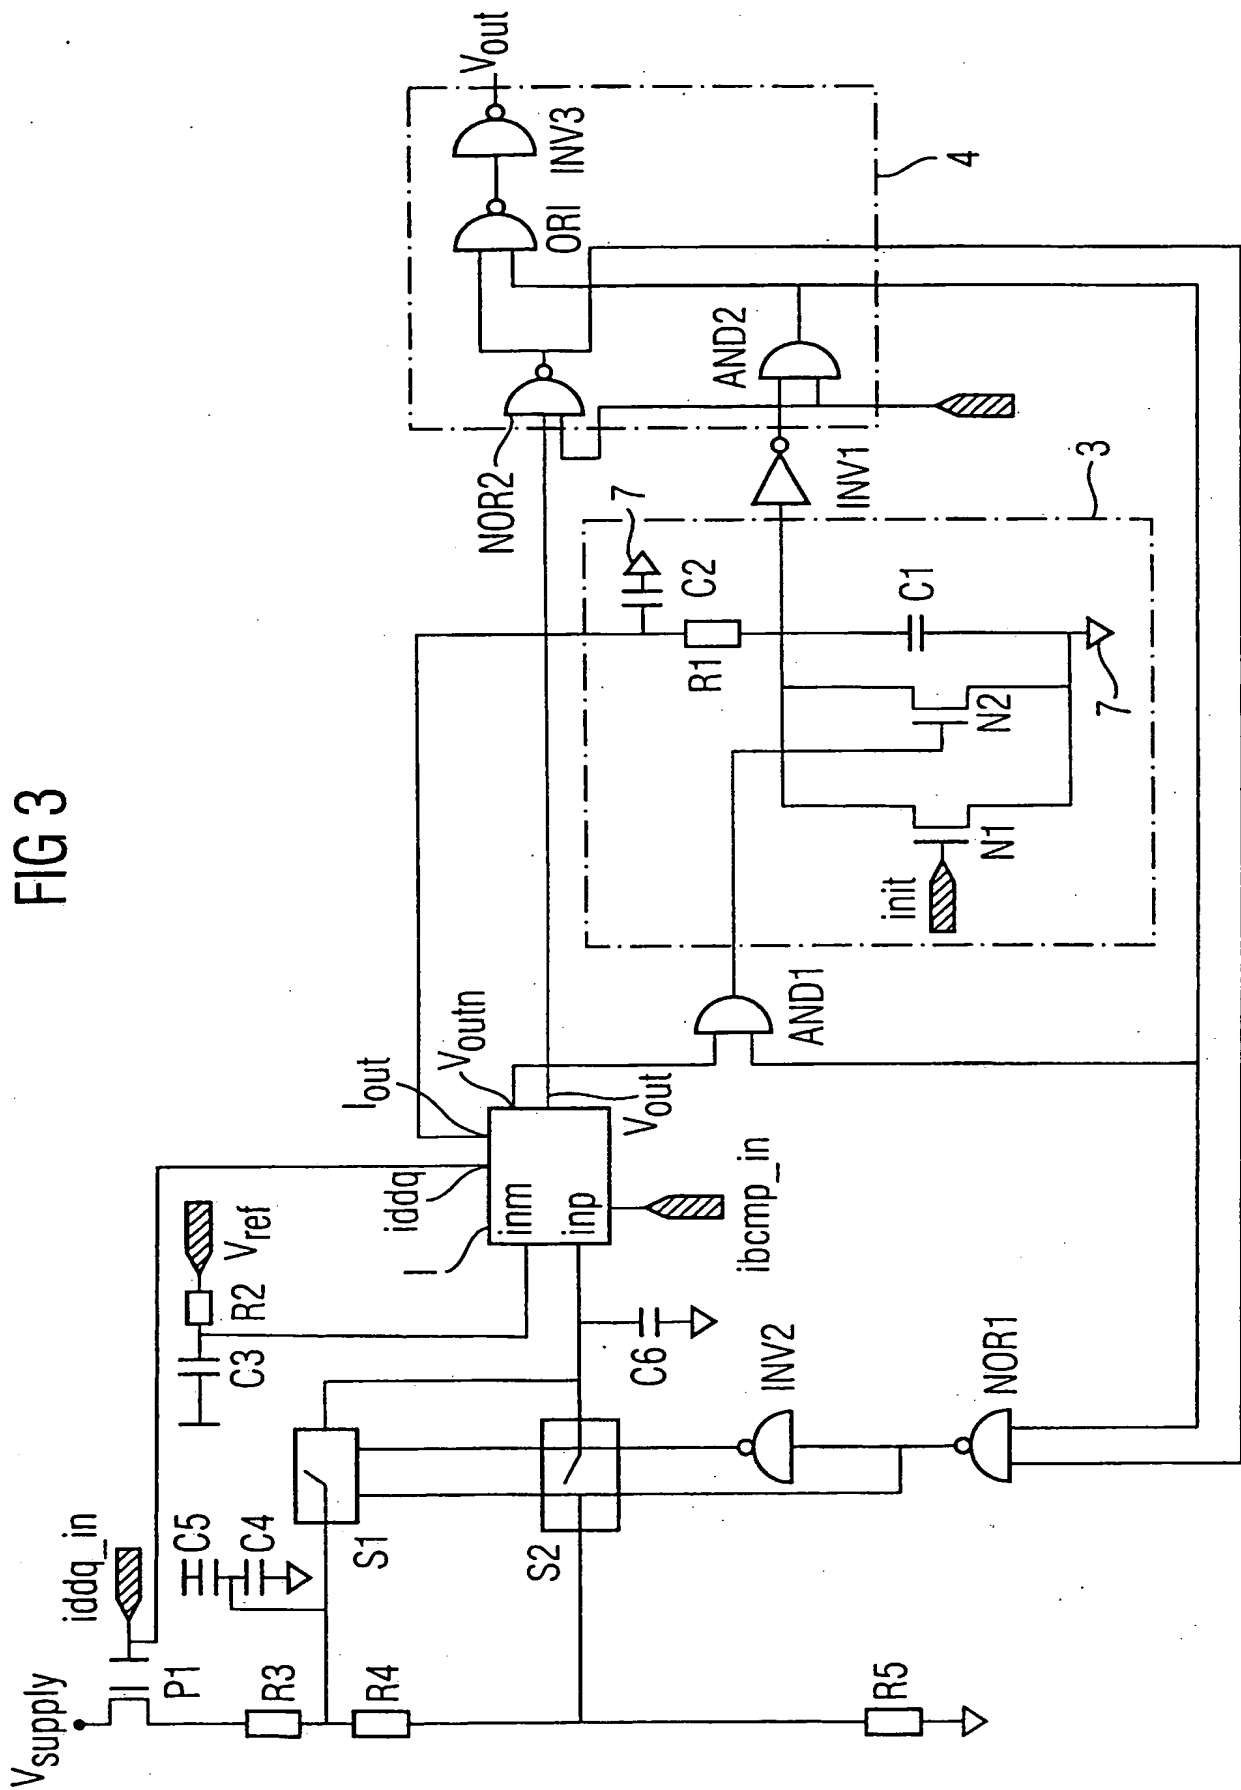 FIG 3
Vsupply
iddq_in
P1
R3
R4
R5
C5
C4
S1
S2
C3
R2
Vref
iddq
Iout
Voutn
I
inm
inp
Vout
ibcmp_in
C6
INV2
NOR1
AND1
init
N1
N2
R1
C2
C1
7
7
3
INV1
NOR2
AND2
ORI
INV3
Vout
4